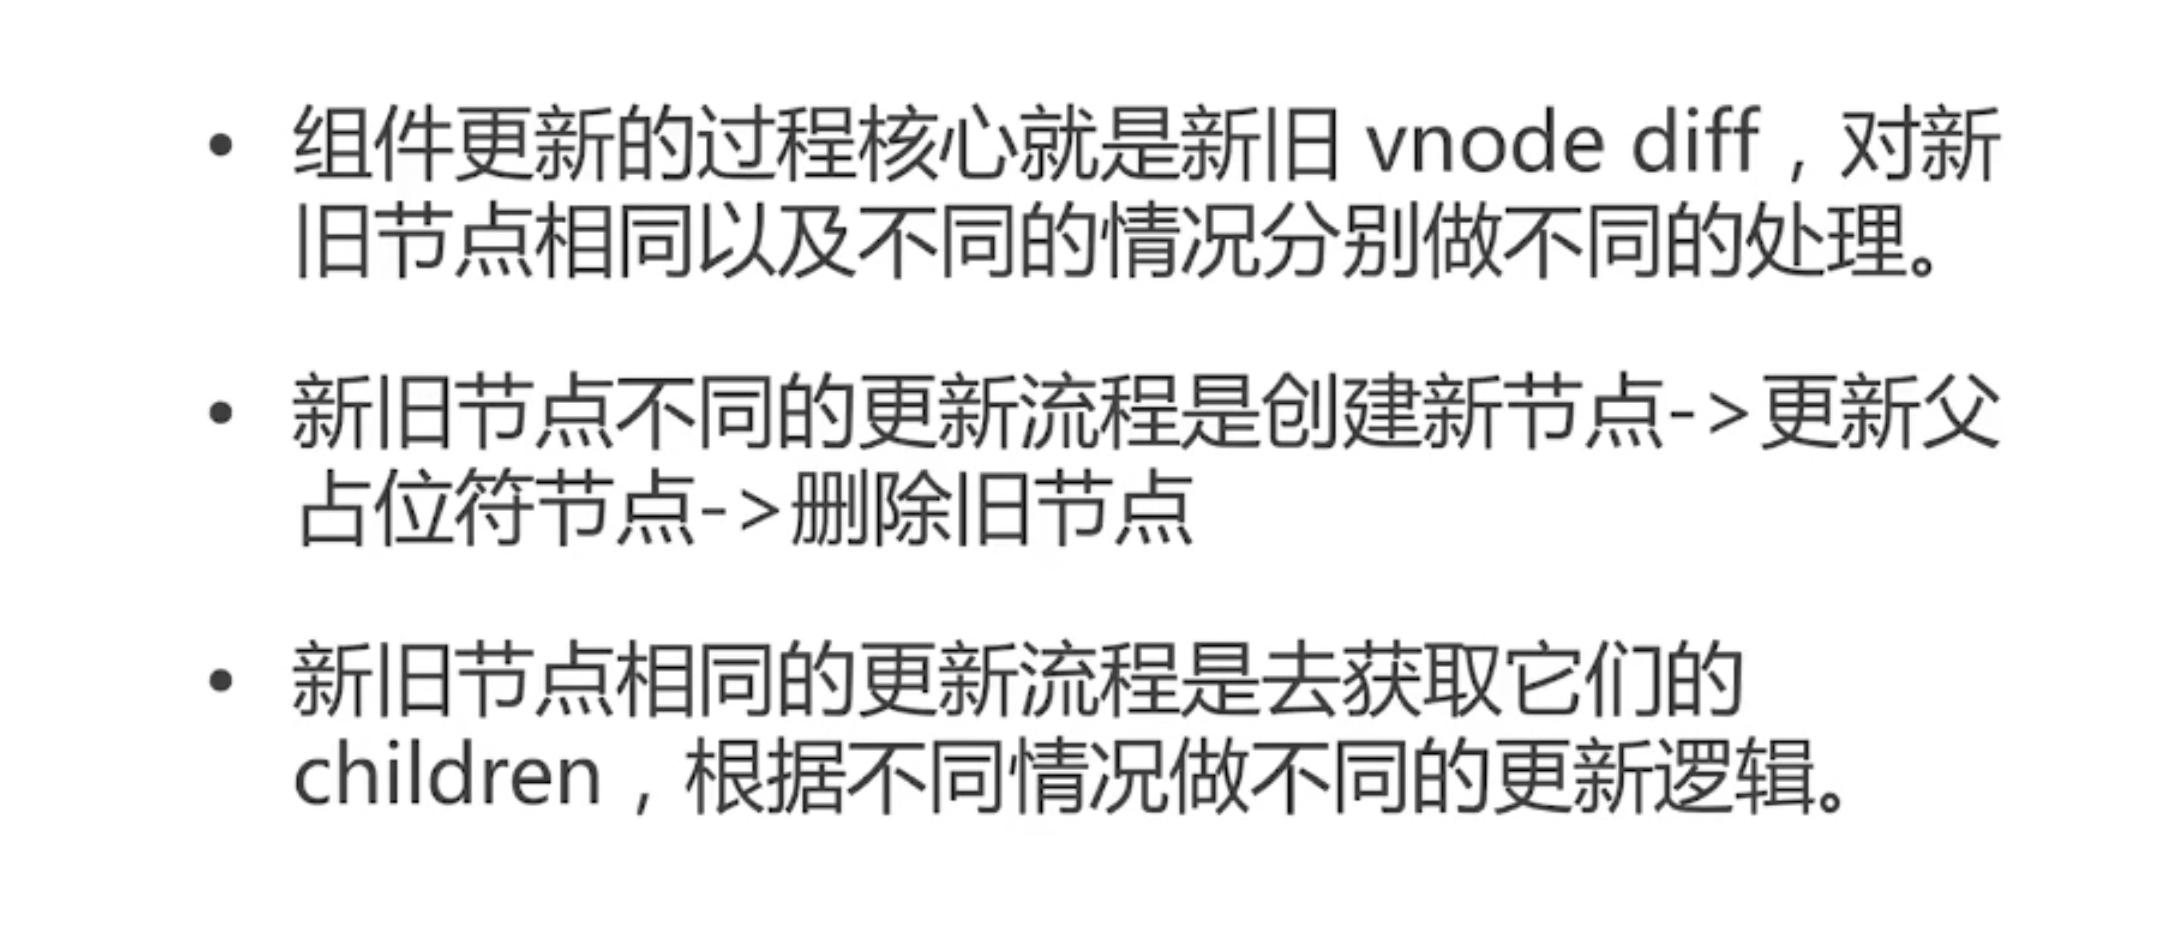 • 组件更新的过程核心就是新旧 vnode diff，对新
旧节点相同以及不同的情况分别做不同的处理。
• 新旧节点不同的更新流程是创建新节点->更新父
占位符节点->删除旧节点
• 新旧节点相同的更新流程是去获取它们的
children，根据不同情况做不同的更新逻辑。